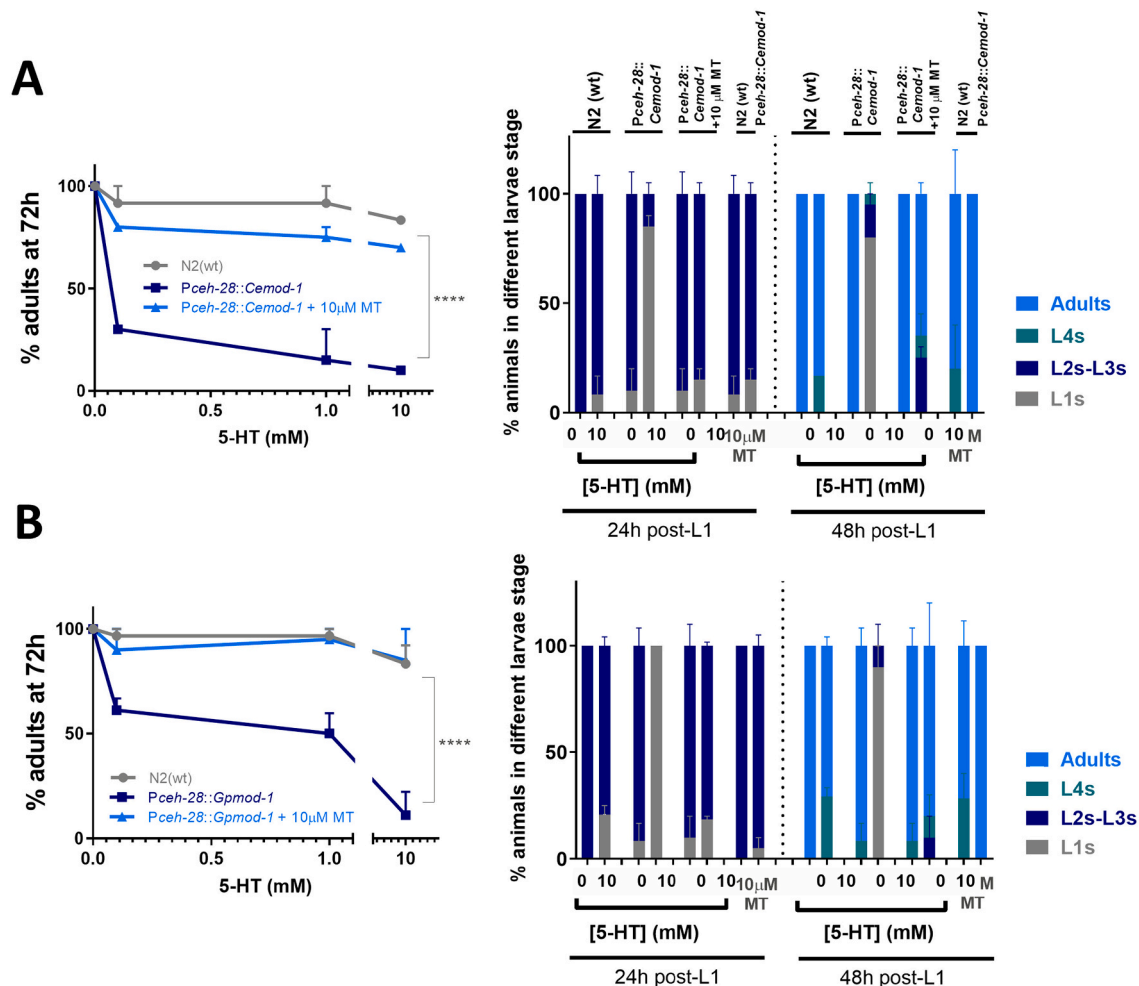 A
% adults at 72h
100
50
0
0.0
0.5
1.0
10
5-HT (mM)
N2(wt)
Pceh-28::Cemod-1
Pceh-28::Cemod-1 + 10μM MT
****
% animals in different larvae stage
100
50
0
N2 (wt)
Pceh-28::
Cemod-1
Pceh-28::
Cemod-1
+10 μM MT
N2 (wt)
Pceh-28::Cemod-1
N2 (wt)
Pceh-28::
Cemod-1
Pceh-28::
Cemod-1
+10 μM MT
N2 (wt)
Pceh-28::Cemod-1
0 10 0 10 0 10 10μM
MT
0 10 0 10 0 10 M
MT
[5-HT] (mM)
[5-HT] (mM)
24h post-L1
48h post-L1
Adults
L4s
L2s-L3s
L1s
B
% adults at 72h
100
50
0
0.0
0.5
1.0
10
5-HT (mM)
N2(wt)
Pceh-28::Gpmod-1
Pceh-28::Gpmod-1 + 10μM MT
****
% animals in different larvae stage
100
50
0
0 10 0 10 0 10 10μM
MT
0 10 0 10 0 10 M
MT
[5-HT] (mM)
[5-HT] (mM)
24h post-L1
48h post-L1
Adults
L4s
L2s-L3s
L1s